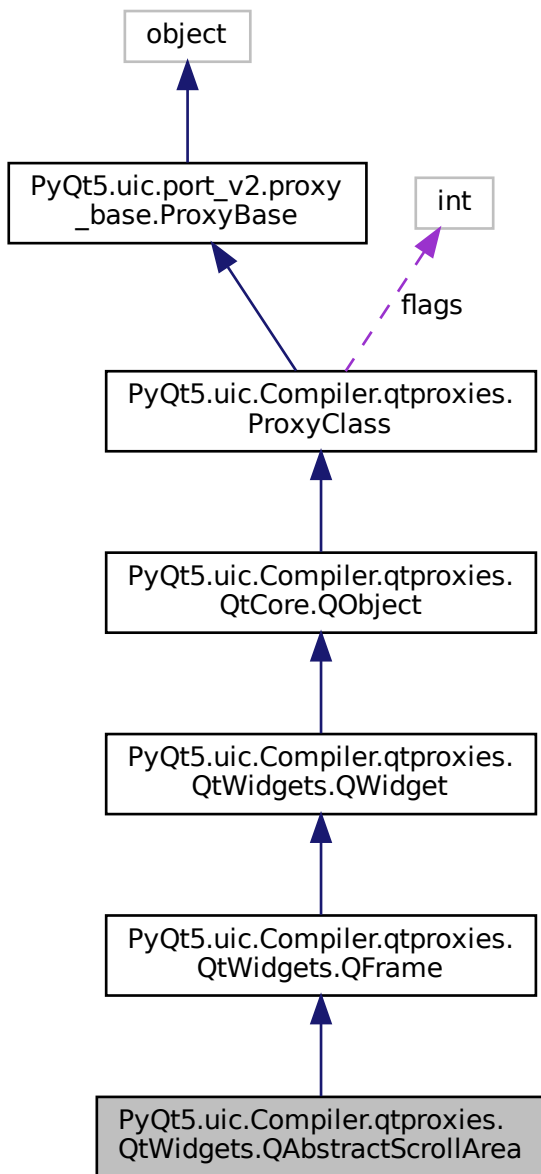 object
PyQt5.uic.port_v2.proxy
_base.ProxyBase
int
flags
PyQt5.uic.Compiler.qtproxies.
ProxyClass
PyQt5.uic.Compiler.qtproxies.
QtCore.QObject
PyQt5.uic.Compiler.qtproxies.
QtWidgets.QWidget
PyQt5.uic.Compiler.qtproxies.
QtWidgets.QFrame
PyQt5.uic.Compiler.qtproxies.
QtWidgets.QAbstractScrollArea